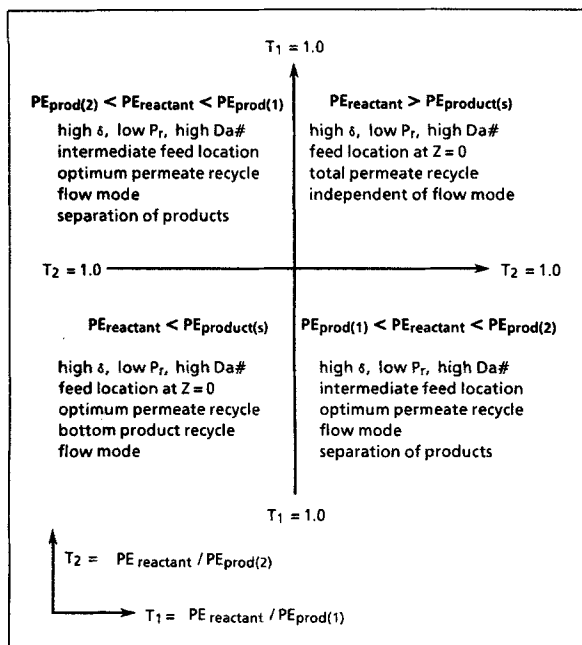 T₁ = 1.0
PEprod(2) < PEreactant < PEprod(1)
high δ, low Pr, high Da#
intermediate feed location
optimum permeate recycle
flow mode
separation of products
PEreactant > PEproduct(s)
high δ, low Pr, high Da#
feed location at Z = 0
total permeate recycle
independent of flow mode
T₂ = 1.0
T₂ = 1.0
PEreactant < PEproduct(s)
high δ, low Pr, high Da#
feed location at Z = 0
optimum permeate recycle
bottom product recycle
flow mode
PEprod(1) < PEreactant < PEprod(2)
high δ, low Pr, high Da#
intermediate feed location
optimum permeate recycle
flow mode
separation of products
T₁ = 1.0
T₂ = PE reactant / PEprod(2)
T₁ = PE reactant / PEprod(1)